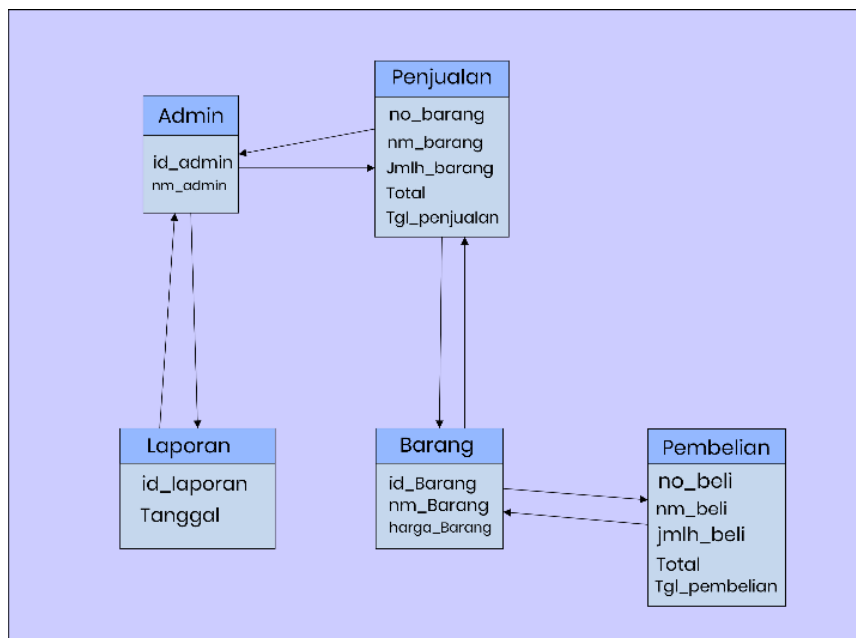 Admin
id_admin
nm_admin
Penjualan
no_barang
nm_barang
Jmlh_barang
Total
Tgl_penjualan
Laporan
id_laporan
Tanggal
Barang
id_Barang
nm_Barang
harga_Barang
Pembelian
no_beli
nm_beli
jmlh_beli
Total
Tgl_pembelian